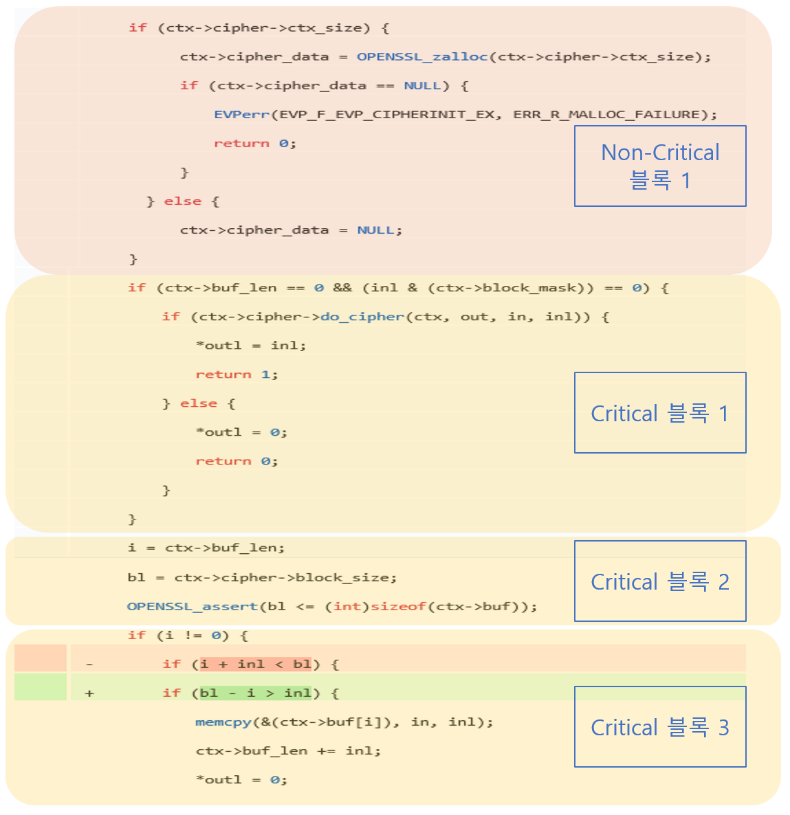 if (ctx->cipher->ctx_size) {
ctx->cipher_data = OPENSSL_zalloc(ctx->cipher->ctx_size);
if (ctx->cipher_data == NULL) {
EVPerr(EVP_F_EVP_CIPHERINIT_EX, ERR_R_MALLOC_FAILURE);
return 0;
}
} else {
ctx->cipher_data = NULL;
}
Non-Critical
블록 1
if (ctx->buf_len == 0 && (inl & (ctx->block_mask)) == 0) {
if (ctx->cipher->do_cipher(ctx, out, in, inl)) {
*outl = inl;
return 1;
} else {
*outl = 0;
return 0;
}
}
Critical 블록 1
i = ctx->buf_len;
bl = ctx->cipher->block_size;
OPENSSL_assert(bl <= (int)sizeof(ctx->buf));
Critical 블록 2
if (i != 0) {
- if (i + inl < bl) {
+ if (bl - i > inl) {
memcpy(&(ctx->buf[i]), in, inl);
ctx->buf_len += inl;
*outl = 0;
Critical 블록 3